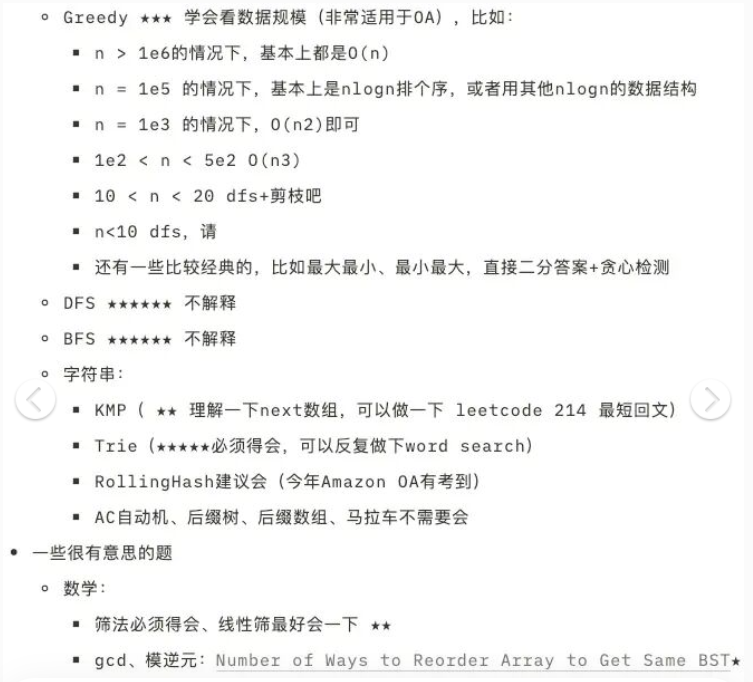 Greedy ★★★ 学会看数据规模（非常适用于OA），比如：
n > 1e6的情况下，基本上都是O(n)
n = 1e5 的情况下，基本上是nlogn排个序，或者用其他nlogn的数据结构
n = 1e3 的情况下，O(n2)即可
1e2 < n < 5e2 O(n3)
10 < n < 20 dfs+剪枝吧
n<10 dfs，请
还有一些比较经典的，比如最大最小、最小最大，直接二分答案+贪心检测
DFS ★★★★★★ 不解释
BFS ★★★★★★ 不解释
字符串：
KMP（ ★★ 理解一下next数组，可以做一下 leetcode 214 最短回文）
Trie（★★★★★必须得会，可以反复做下word search）
RollingHash建议会（今年Amazon OA有考到）
AC自动机、后缀树、后缀数组、马拉车不需要会
一些很有意思的题
数学：
筛法必须得会、线性筛最好会一下 ★★
gcd、模逆元：Number of Ways to Reorder Array to Get Same BST★